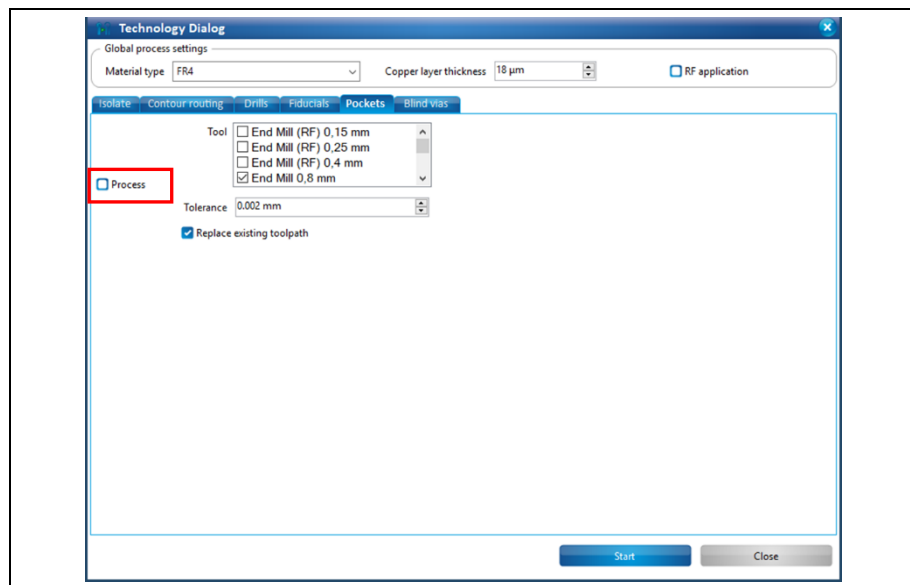 Technology Dialog
Global process settings
Material type FR4 Copper layer thickness 18 µm RF application
Isolate Contour routing Drills Fiducials Pockets Blind vias
Tool End Mill (RF) 0,15 mm
End Mill (RF) 0,25 mm
End Mill (RF) 0,4 mm
End Mill 0,8 mm
Process
Tolerance 0.002 mm
Replace existing toolpath
Start Close